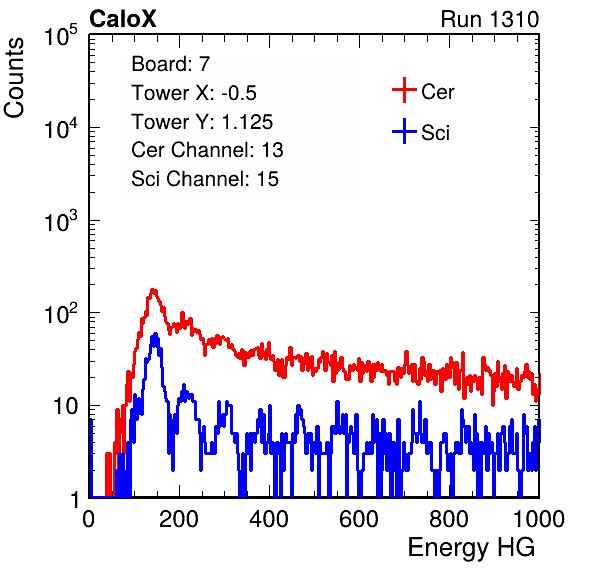 CaloX Run 1310
Counts
10^5
10^4
10^3
10^2
10
1
Board: 7
Tower X: -0.5
Tower Y: 1.125
Cer Channel: 13
Sci Channel: 15
Cer
Sci
0 200 400 600 800 1000
Energy HG